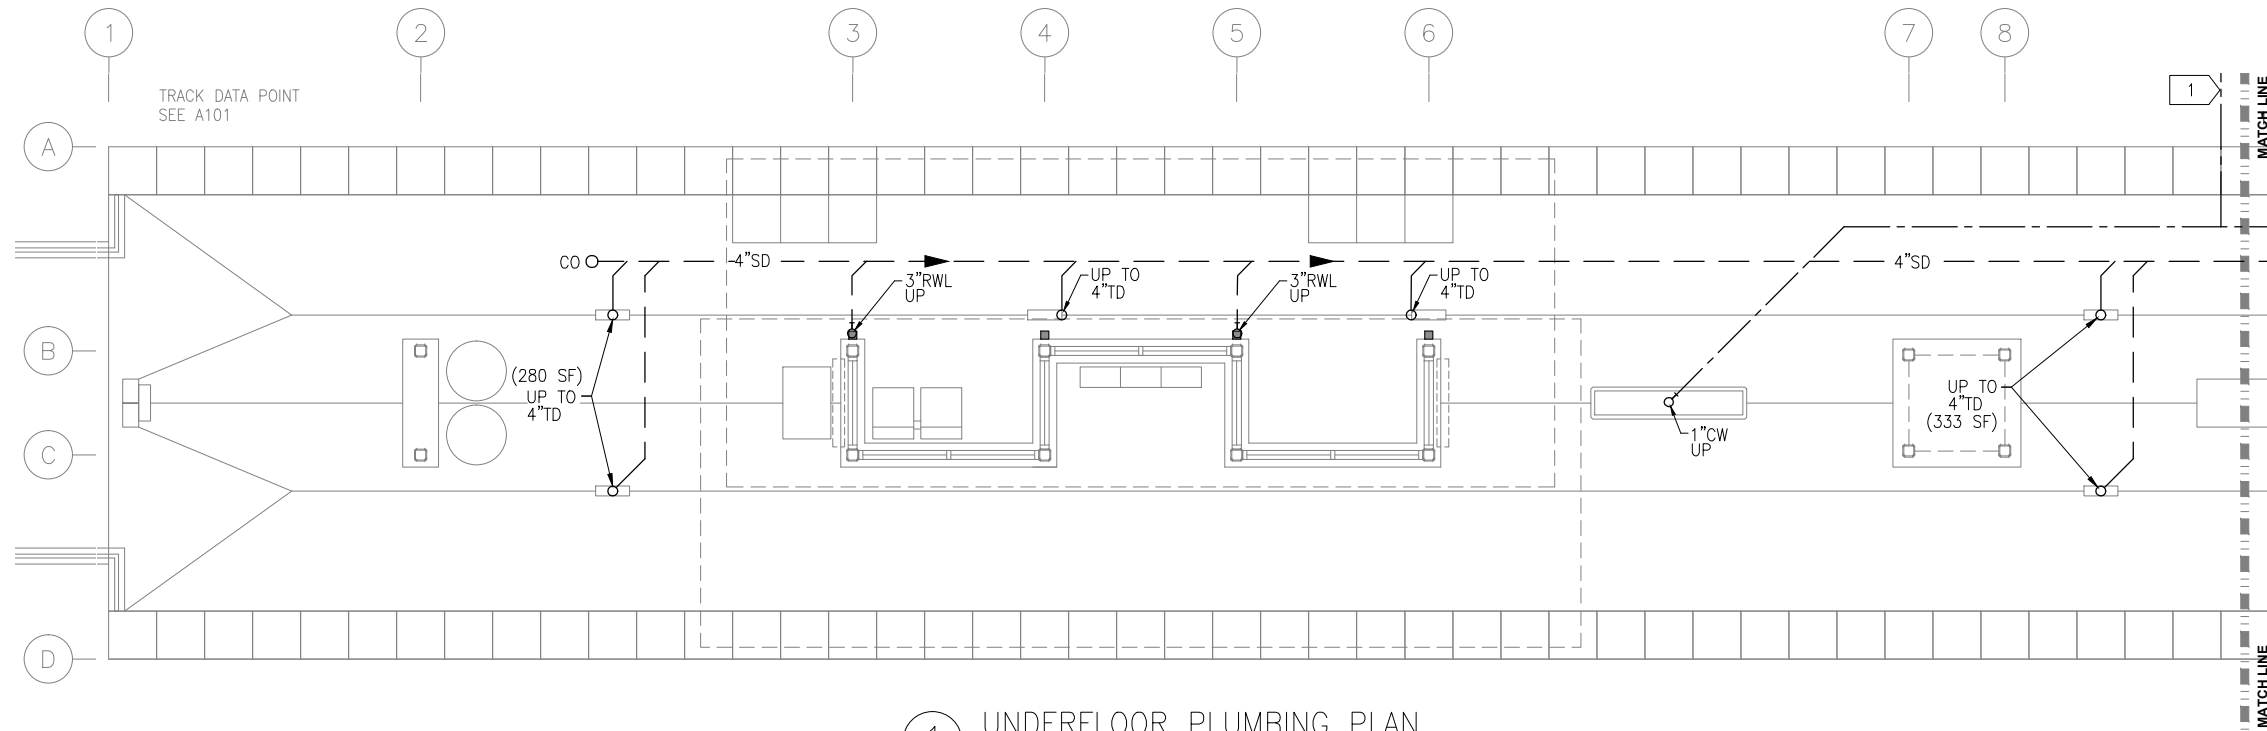 1
2
3
4
5
6
7
8
TRACK DATA POINT
SEE A101
1
MATCH LINE
A
CO
4"SD
4"SD
3"RWL
UP
UP TO
4"TD
3"RWL
UP
UP TO
4"TD
B
(280 SF)
UP TO
4"TD
UP TO
4"TD
(333 SF)
1"CW
UP
C
D
MATCH LINE
1
UNDERFLOOR PLUMBING PLAN